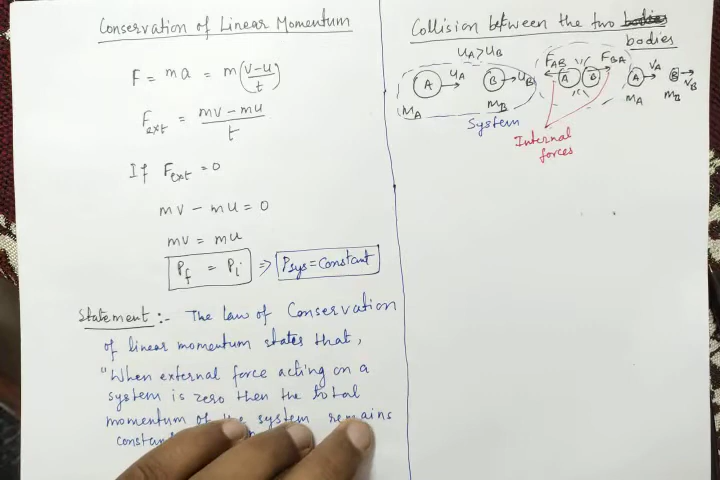 Conservation of Linear Momentum
F = ma = m(v-u/t)
F ext = mv - mu / t
If F ext = 0
mv - mu = 0
mv = mu
Pf = Pi ⇒ Psys = Constant
Statement :- The law of Conservation
of linear momentum states that,
"When external force acting on a
system is zero then the total
momentum of the system remains
Collision between the two
bodies
uA > uB
A uA B uB FAB A B FBA A vA B vB
MA MB MA MB
System
Internal
forces